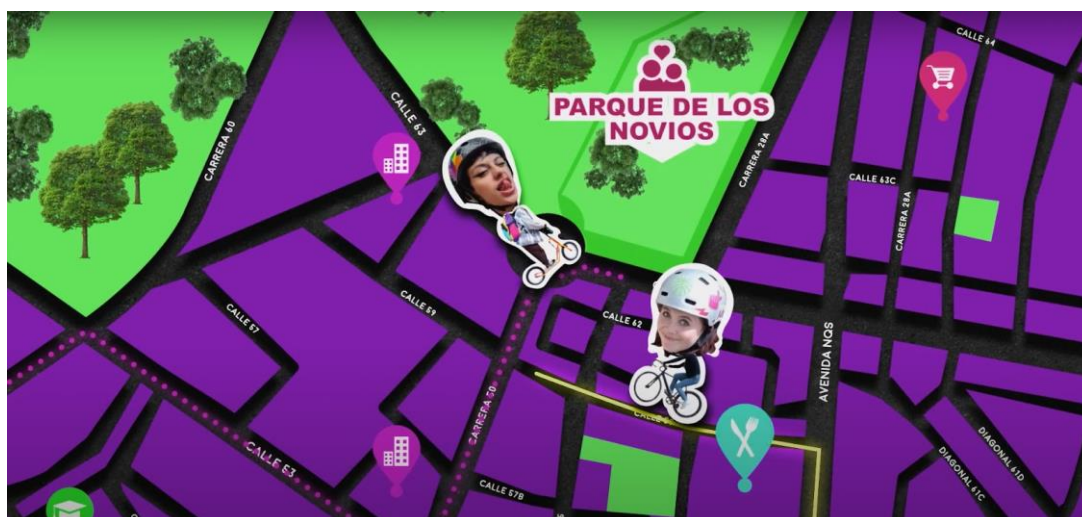 CALLE 64
PARQUE DE LOS
NOVIOS
CALLE 63
CARRERA 60
CARRERA 28A
CALLE 63C
CARRERA 28A
CALLE 57
CALLE 59
CALLE 62
AVENIDA NQS
CARRERA 50
CALLE
CALLE 53
CALLE 57B
DIAGONAL 61C
DIAGONAL 61D